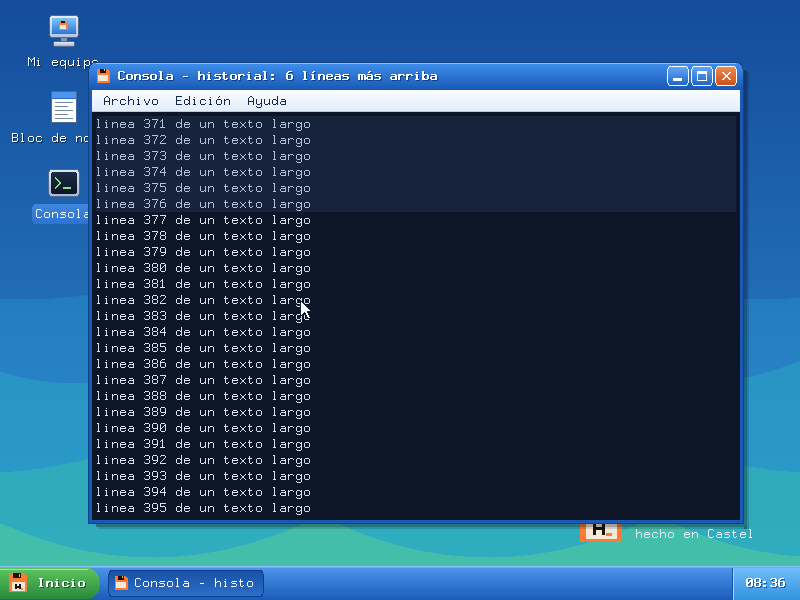 Mi equipo
Bloc de no
Consola
Consola - historial: 6 líneas más arriba
Archivo Edición Ayuda
linea 371 de un texto largo
linea 372 de un texto largo
linea 373 de un texto largo
linea 374 de un texto largo
linea 375 de un texto largo
linea 376 de un texto largo
linea 377 de un texto largo
linea 378 de un texto largo
linea 379 de un texto largo
linea 380 de un texto largo
linea 381 de un texto largo
linea 382 de un texto largo
linea 383 de un texto largo
linea 384 de un texto largo
linea 385 de un texto largo
linea 386 de un texto largo
linea 387 de un texto largo
linea 388 de un texto largo
linea 389 de un texto largo
linea 390 de un texto largo
linea 391 de un texto largo
linea 392 de un texto largo
linea 393 de un texto largo
linea 394 de un texto largo
linea 395 de un texto largo
H_
hecho en Castel
Inicio
Consola - histo
08:36